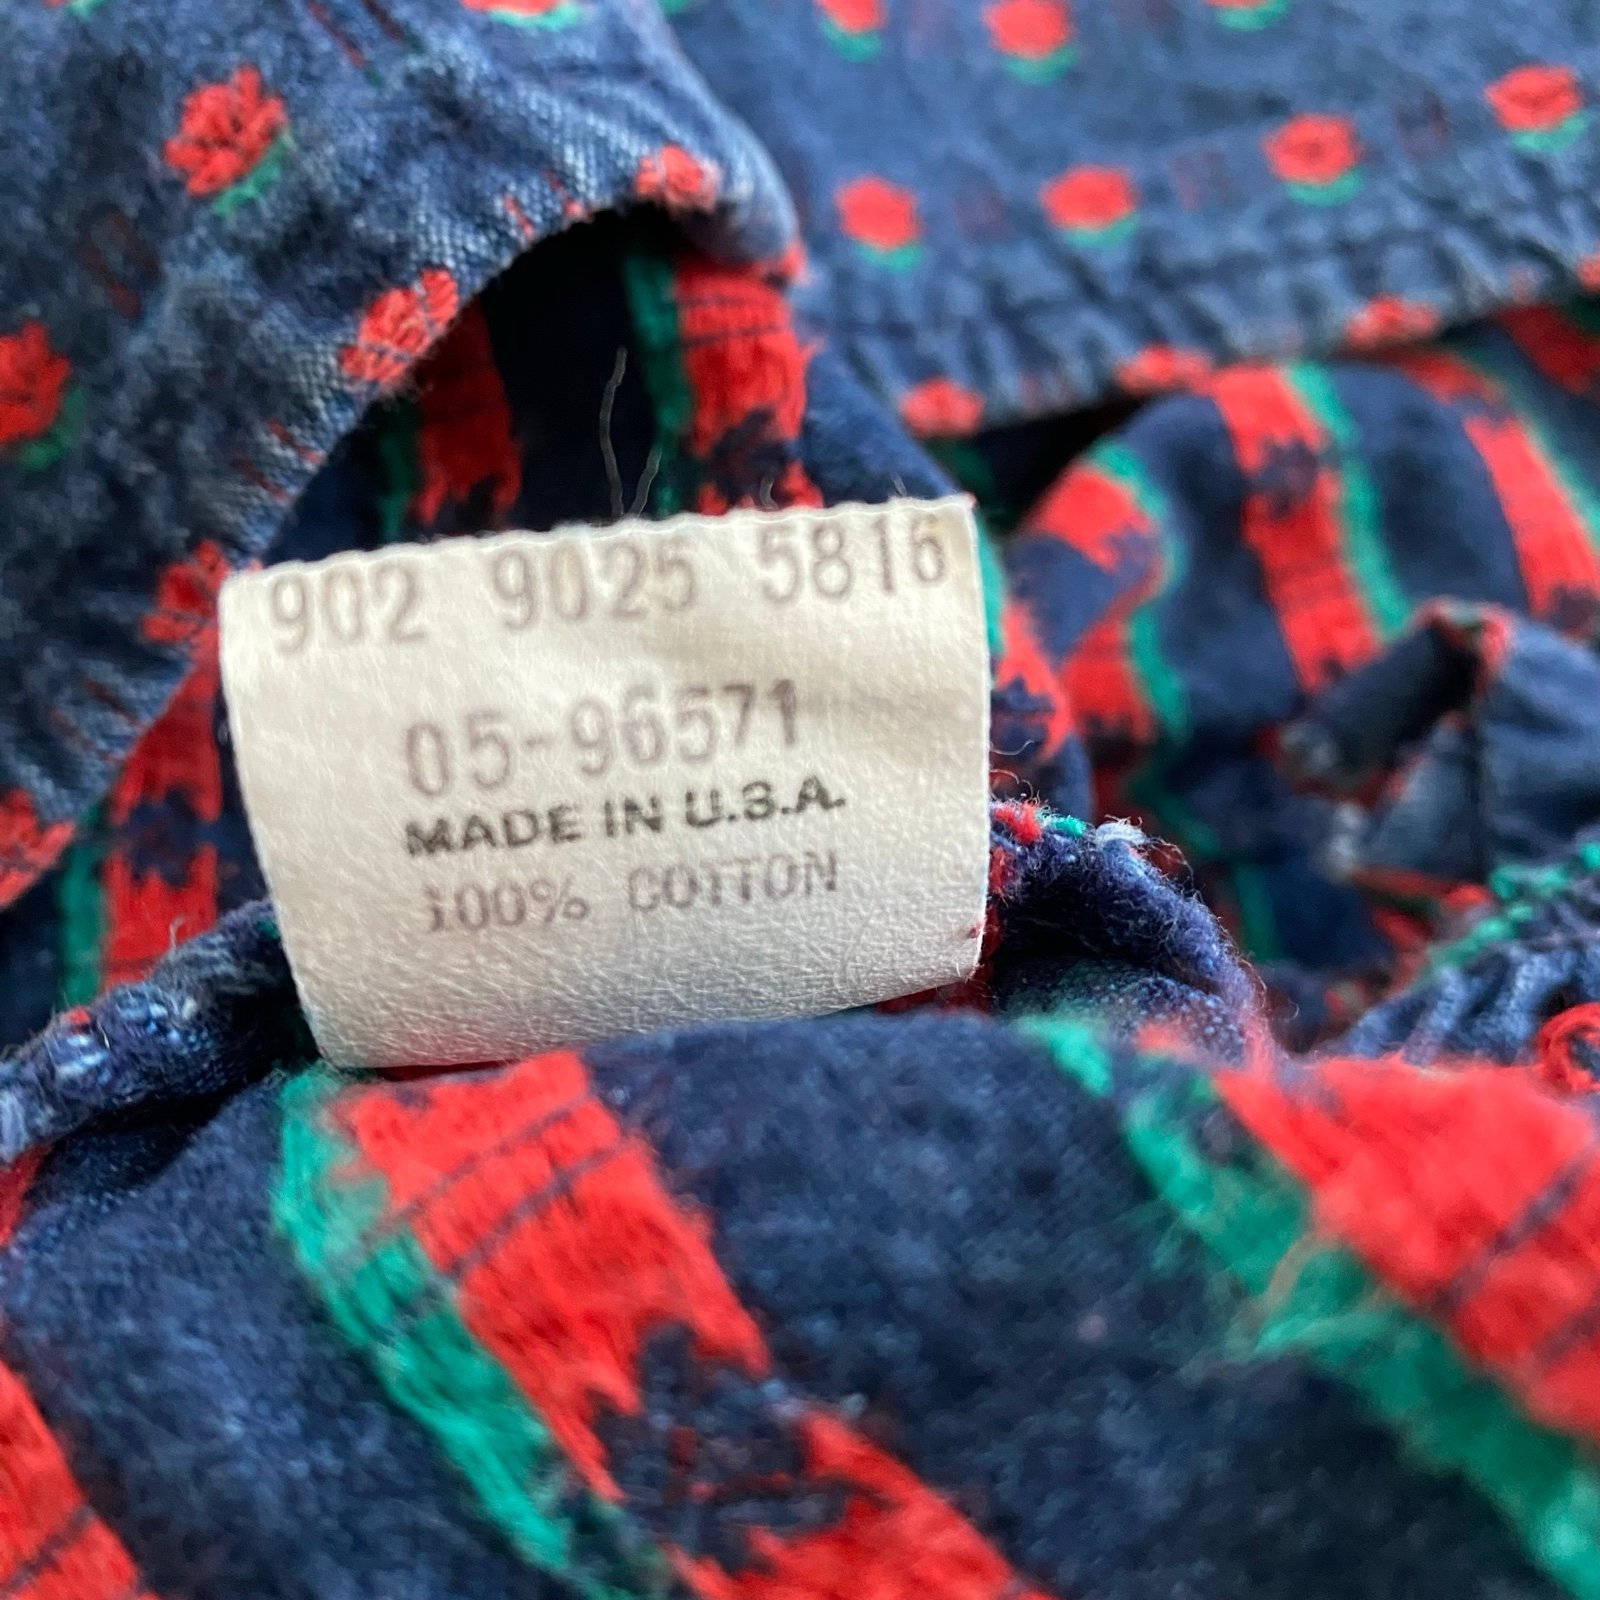 902 9025 5816
05-96571
MADE IN U.S.A.
100% COTTON